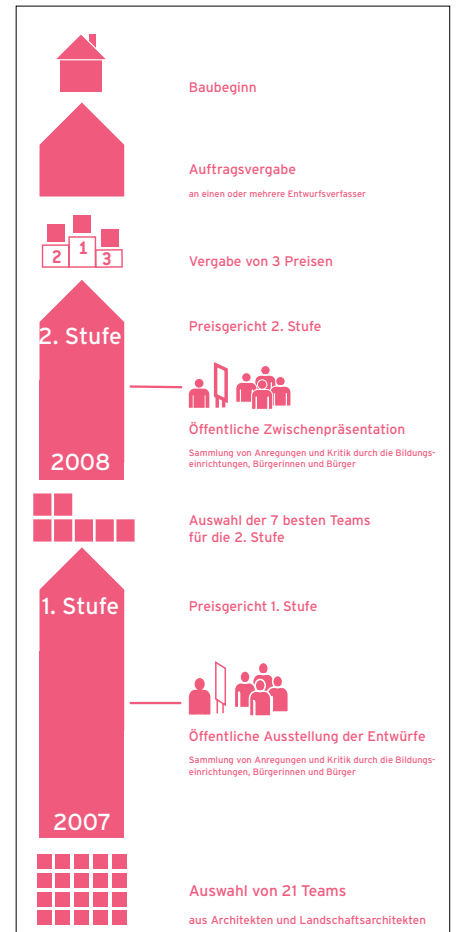 Baubeginn
Auftragsvergabe
an einen oder mehrere Entwurfsverfasser
2 1 3
Vergabe von 3 Preisen
2. Stufe
Preisgericht 2. Stufe
Öffentliche Zwischenpräsentation
Sammlung von Anregungen und Kritik durch die Bildungs-
einrichtungen, Bürgerinnen und Bürger
2008
Auswahl der 7 besten Teams
für die 2. Stufe
1. Stufe
Preisgericht 1. Stufe
Öffentliche Ausstellung der Entwürfe
Sammlung von Anregungen und Kritik durch die Bildungs-
einrichtungen, Bürgerinnen und Bürger
2007
Auswahl von 21 Teams
aus Architekten und Landschaftsarchitekten